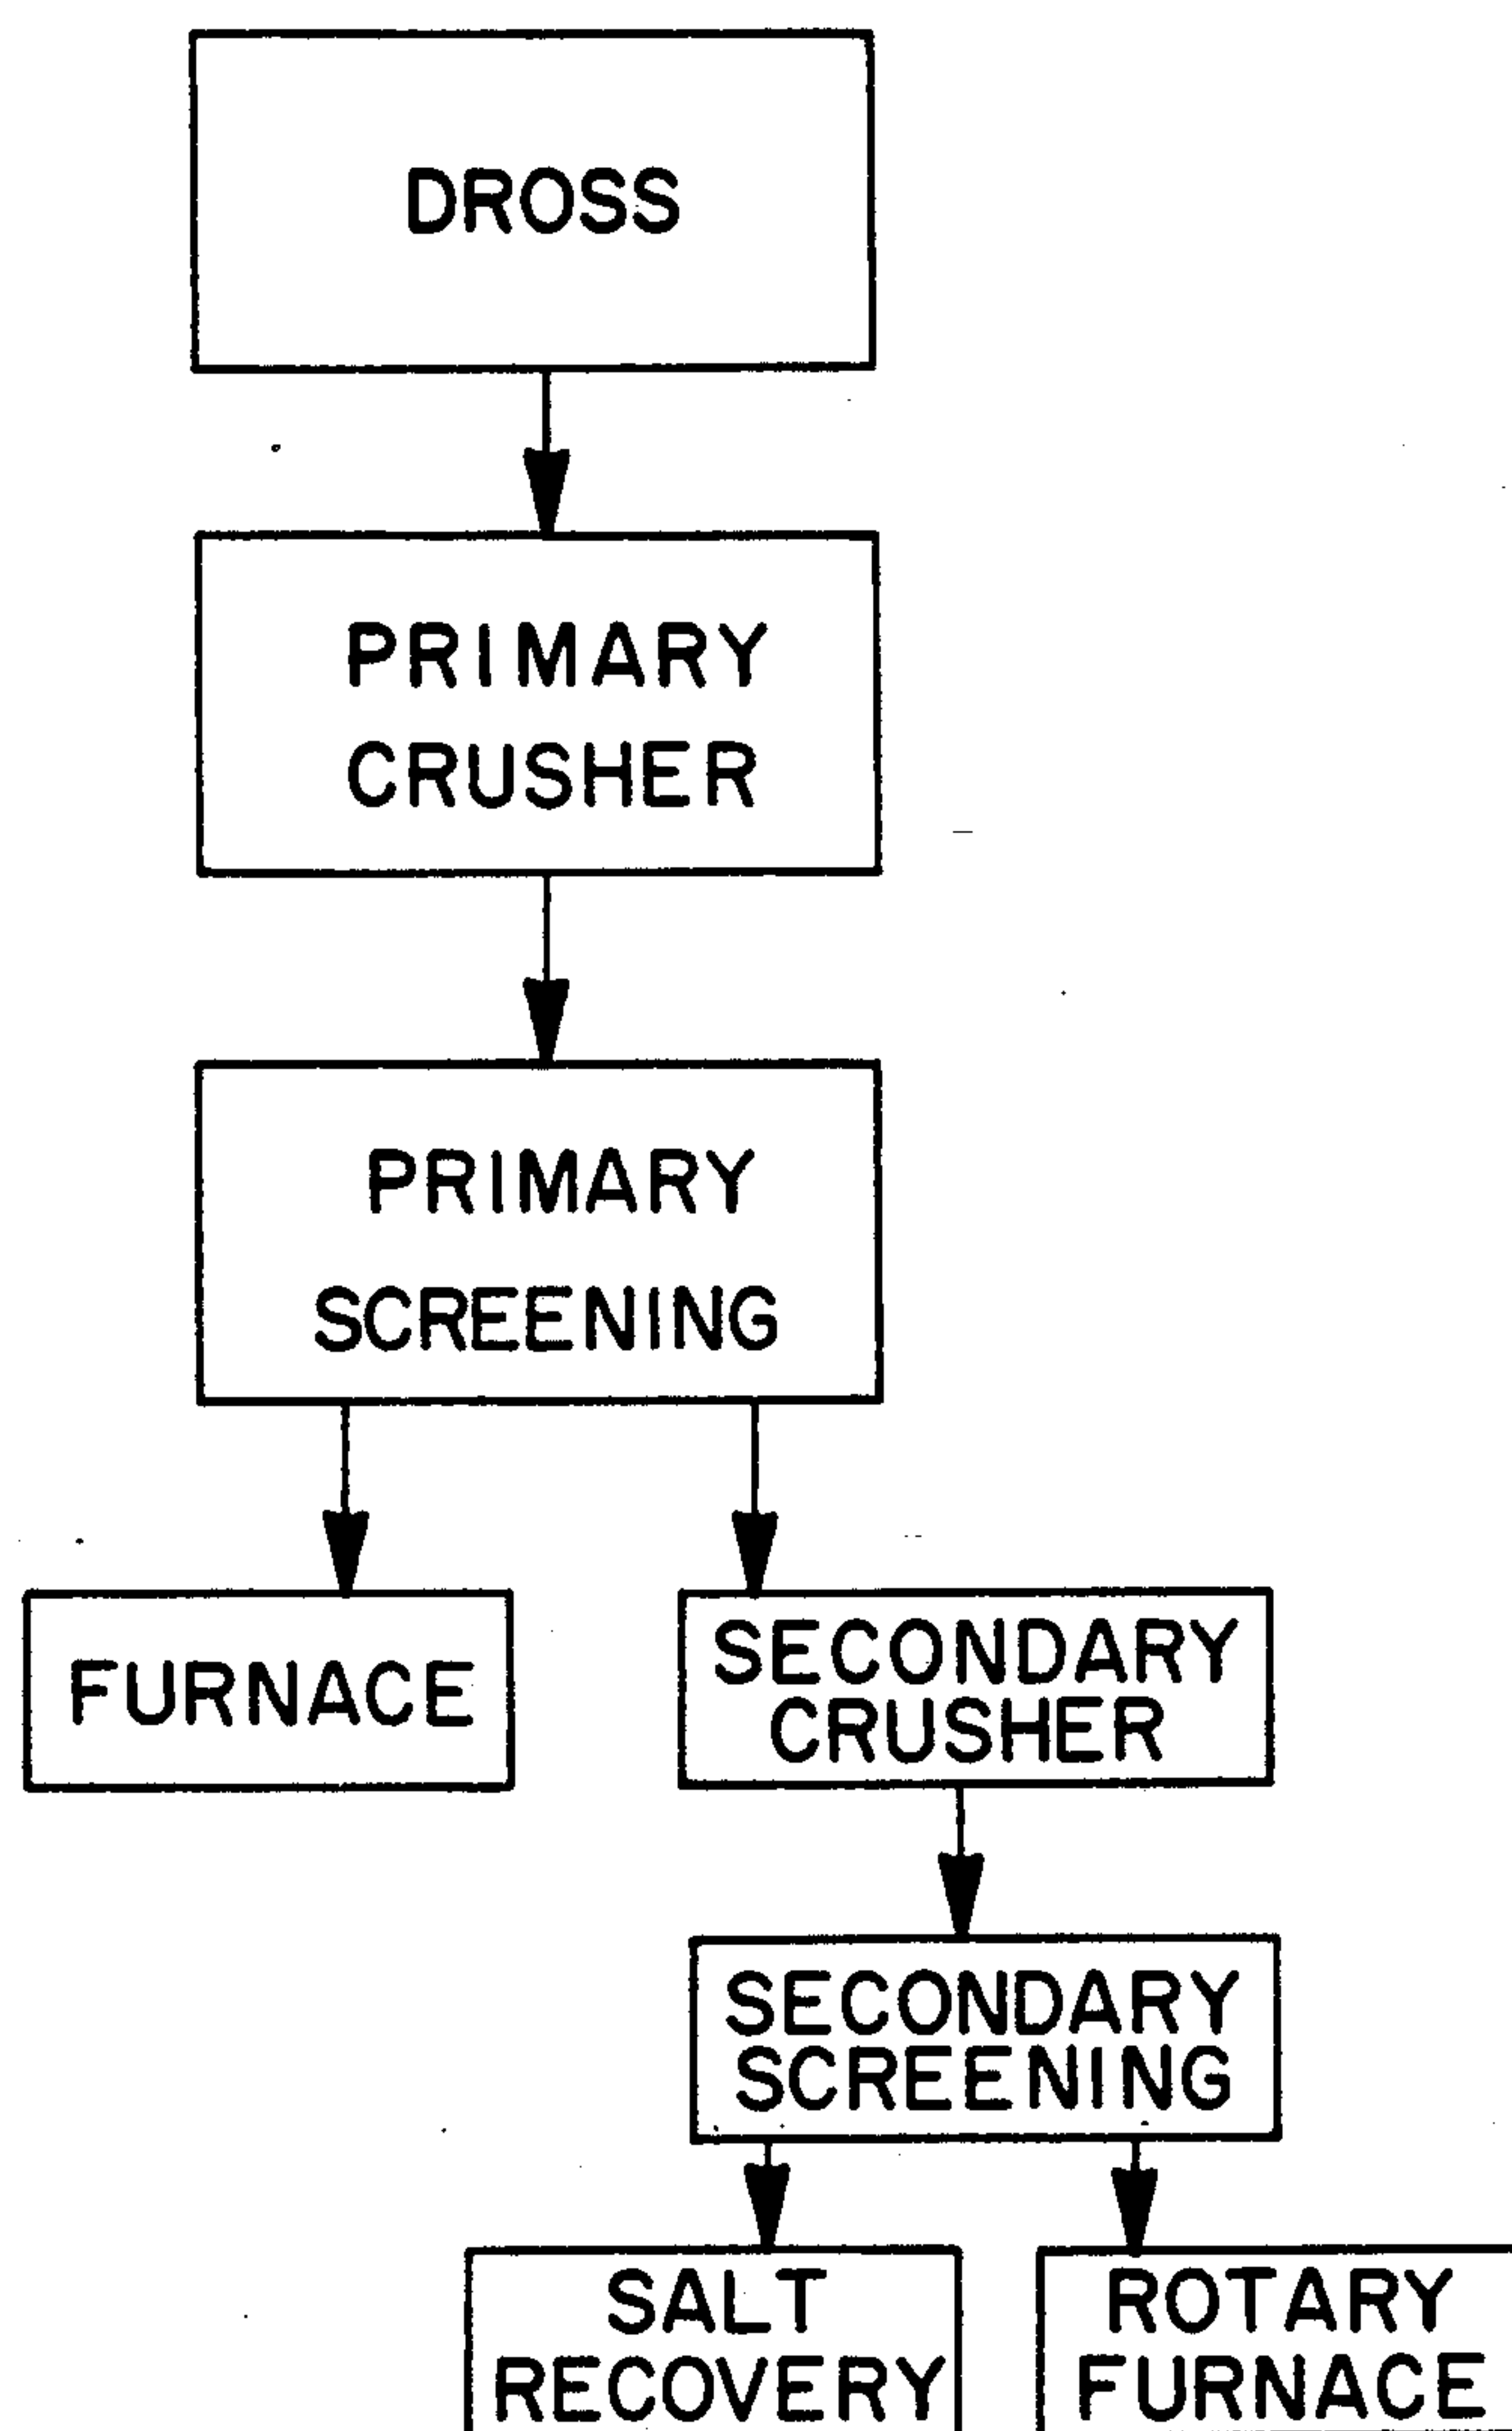 DROSS
PRIMARY
CRUSHER
PRIMARY
SCREENING
FURNACE
SECONDARY
CRUSHER
SECONDARY
SCREENING
SALT
RECOVERY
ROTARY
FURNACE